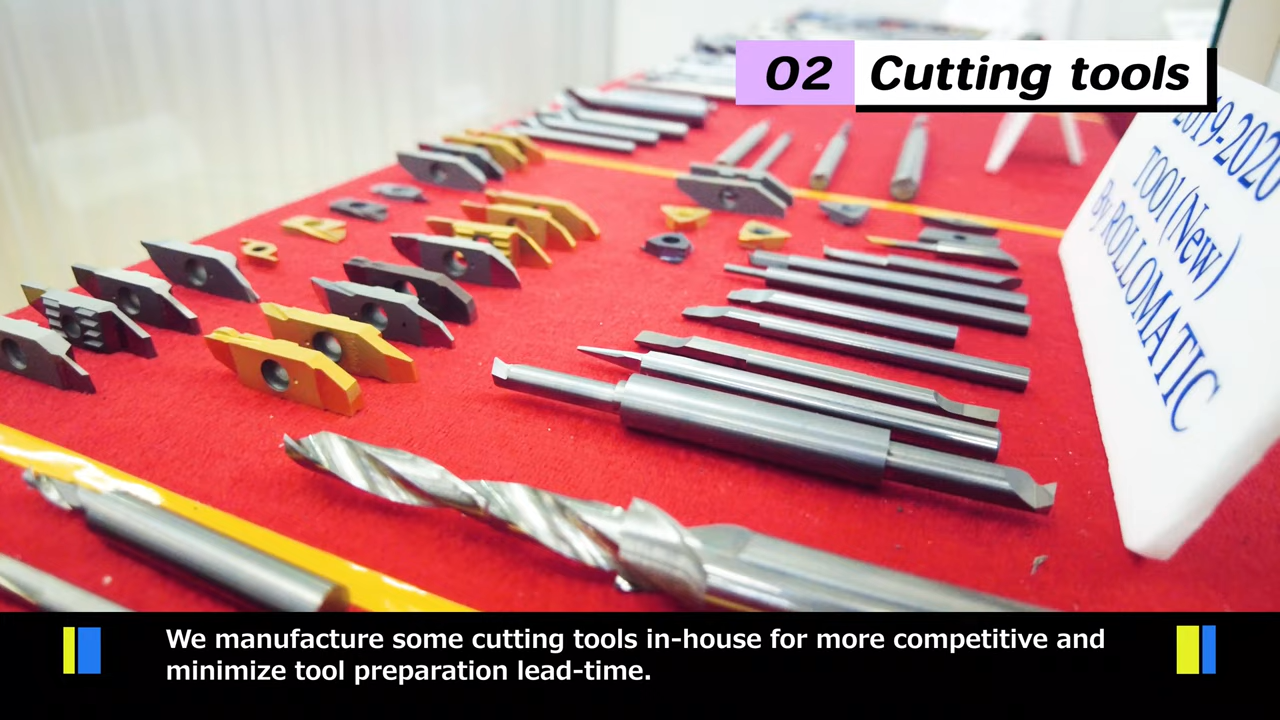 02 Cutting tools
2019-2020
TOOl (New)
By ROLLOMATIC
We manufacture some cutting tools in-house for more competitive and
minimize tool preparation lead-time.